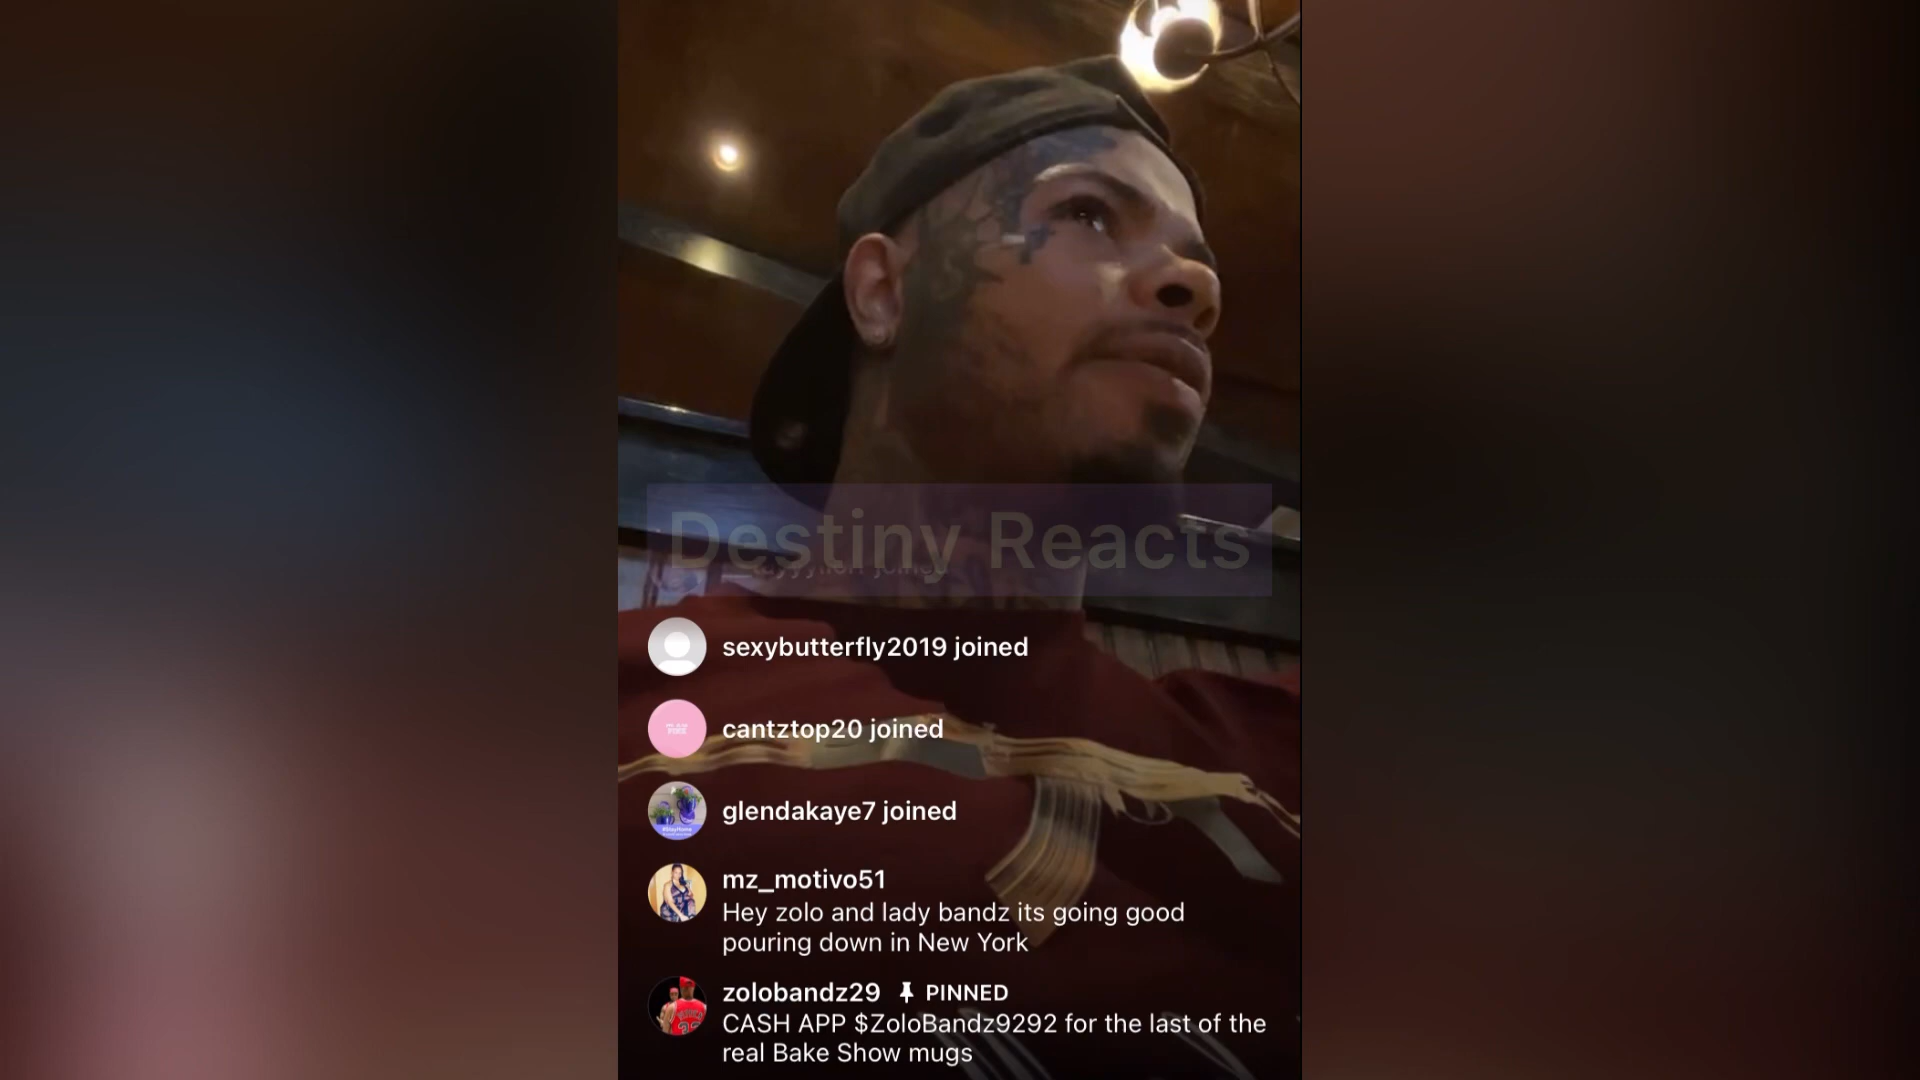 Destiny Reacts
joined
sexybutterfly2019 joined
cantztop20 joined
glendakaye7 joined
mz_motivo51
Hey zolo and lady bandz its going good
pouring down in New York
zolobandz29 PINNED
CASH APP $ZoloBandz9292 for the last of the
real Bake Show mugs